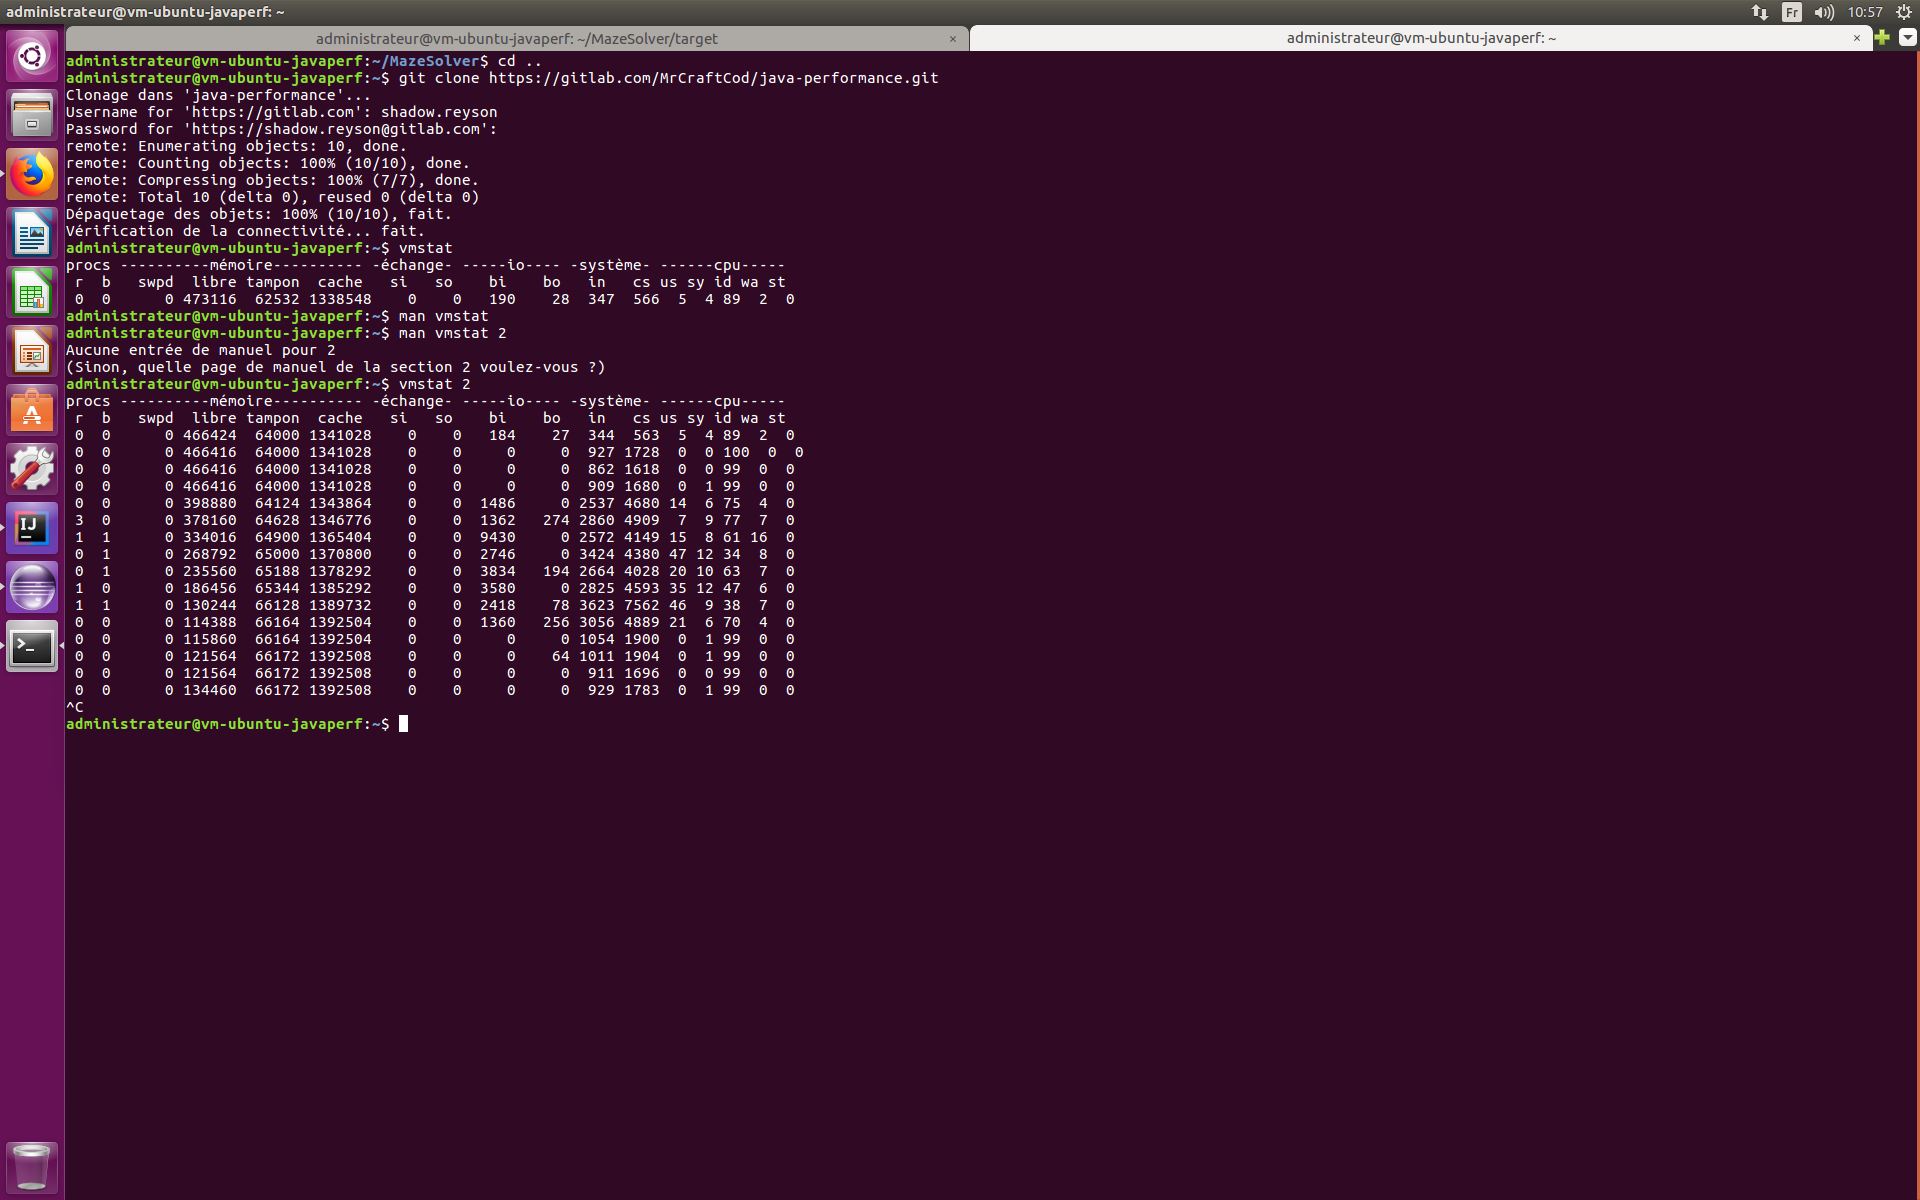 administrateur@vm-ubuntu-javaperf: ~
Fr
10:57
administrateur@vm-ubuntu-javaperf: ~/MazeSolver/target ×
administrateur@vm-ubuntu-javaperf: ~ ×
administrateur@vm-ubuntu-javaperf:~/MazeSolver$ cd ..
administrateur@vm-ubuntu-javaperf:~$ git clone https://gitlab.com/MrCraftCod/java-performance.git
Clonage dans 'java-performance'...
Username for 'https://gitlab.com': shadow.reyson
Password for 'https://shadow.reyson@gitlab.com':
remote: Enumerating objects: 10, done.
remote: Counting objects: 100% (10/10), done.
remote: Compressing objects: 100% (7/7), done.
remote: Total 10 (delta 0), reused 0 (delta 0)
Dépaquetage des objets: 100% (10/10), fait.
Vérification de la connectivité... fait.
administrateur@vm-ubuntu-javaperf:~$ vmstat
procs ----------mémoire---------- -échange- -----io---- -système- ------cpu-----
 r  b   swpd  libre tampon  cache   si   so    bi    bo   in   cs us sy id wa st
 0  0      0 473116  62532 1338548    0    0   190    28  347  566  5  4 89  2  0
administrateur@vm-ubuntu-javaperf:~$ man vmstat
administrateur@vm-ubuntu-javaperf:~$ man vmstat 2
Aucune entrée de manuel pour 2
(Sinon, quelle page de manuel de la section 2 voulez-vous ?)
administrateur@vm-ubuntu-javaperf:~$ vmstat 2
procs ----------mémoire---------- -échange- -----io---- -système- ------cpu-----
 r  b   swpd  libre tampon  cache   si   so    bi    bo   in   cs us sy id wa st
 0  0      0 466424  64000 1341028    0    0   184    27  344  563  5  4 89  2  0
 0  0      0 466416  64000 1341028    0    0     0     0  927 1728  0  0 100  0  0
 0  0      0 466416  64000 1341028    0    0     0     0  862 1618  0  0 99  0  0
 0  0      0 466416  64000 1341028    0    0     0     0  909 1680  0  1 99  0  0
 0  0      0 398880  64124 1343864    0    0  1486     0 2537 4680 14  6 75  4  0
 3  0      0 378160  64628 1346776    0    0  1362   274 2860 4909  7  9 77  7  0
 1  1      0 334016  64900 1365404    0    0  9430     0 2572 4149 15  8 61 16  0
 0  1      0 268792  65000 1370800    0    0  2746     0 3424 4380 47 12 34  8  0
 0  1      0 235560  65188 1378292    0    0  3834   194 2664 4028 20 10 63  7  0
 1  0      0 186456  65344 1385292    0    0  3580     0 2825 4593 35 12 47  6  0
 1  1      0 130244  66128 1389732    0    0  2418    78 3623 7562 46  9 38  7  0
 0  0      0 114388  66164 1392504    0    0  1360   256 3056 4889 21  6 70  4  0
 0  0      0 115860  66164 1392504    0    0     0     0 1054 1900  0  1 99  0  0
 0  0      0 121564  66172 1392508    0    0     0    64 1011 1904  0  1 99  0  0
 0  0      0 121564  66172 1392508    0    0     0     0  911 1696  0  0 99  0  0
 0  0      0 134460  66172 1392508    0    0     0     0  929 1783  0  1 99  0  0
^C
administrateur@vm-ubuntu-javaperf:~$
IJ
>_